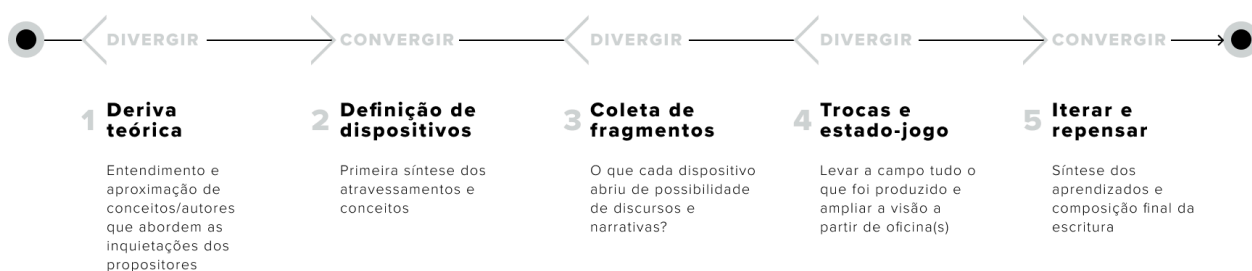 DIVERGIR
CONVERGIR
DIVERGIR
DIVERGIR
CONVERGIR
1
Deriva
teórica
Entendimento e
aproximação de
conceitos/autores
que abordem as
inquietações dos
propositores
2
Definição de
dispositivos
Primeira síntese dos
atravessamentos e
conceitos
3
Coleta de
fragmentos
O que cada dispositivo
abriu de possibilidade
de discursos e
narrativas?
4
Trocas e
estado-jogo
Levar a campo tudo o
que foi produzido e
ampliar a visão a
partir de oficina(s)
5
Iterar e
repensar
Síntese dos
aprendizados e
composição final da
escritura